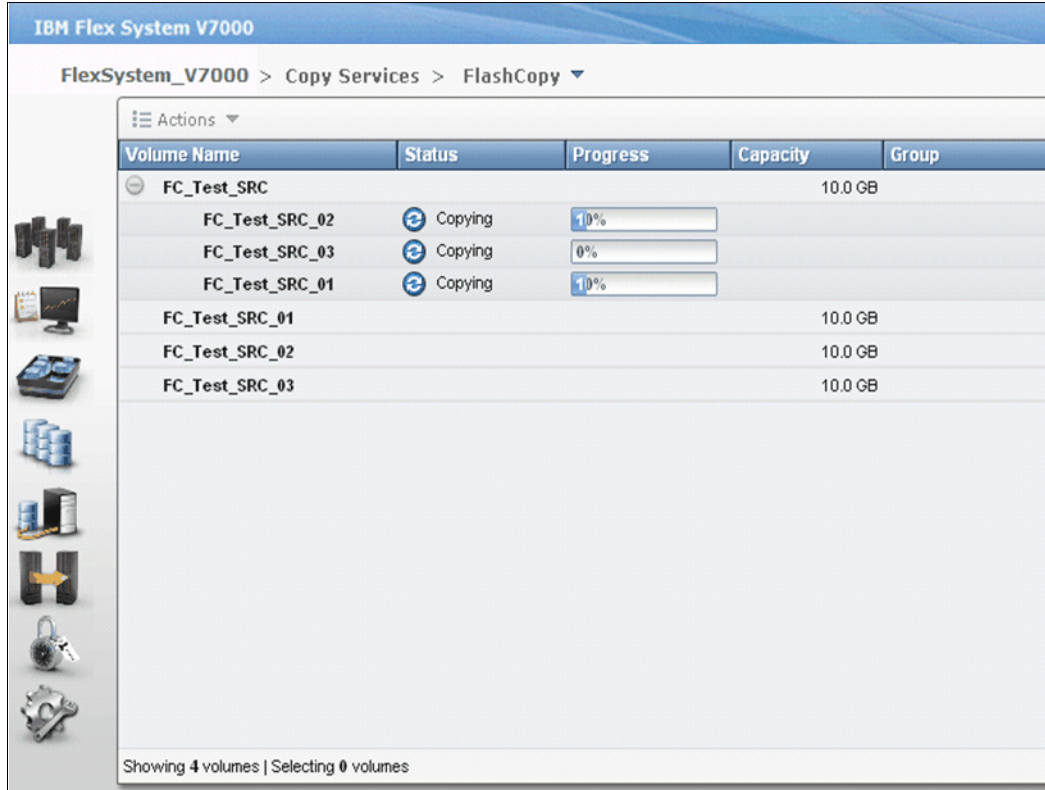 IBM Flex System V7000
FlexSystem_V7000 > Copy Services > FlashCopy
Actions
Volume Name Status Progress Capacity Group
FC_Test_SRC 10.0 GB
FC_Test_SRC_02 Copying 10%
FC_Test_SRC_03 Copying 0%
FC_Test_SRC_01 Copying 10%
FC_Test_SRC_01 10.0 GB
FC_Test_SRC_02 10.0 GB
FC_Test_SRC_03 10.0 GB
Showing 4 volumes | Selecting 0 volumes